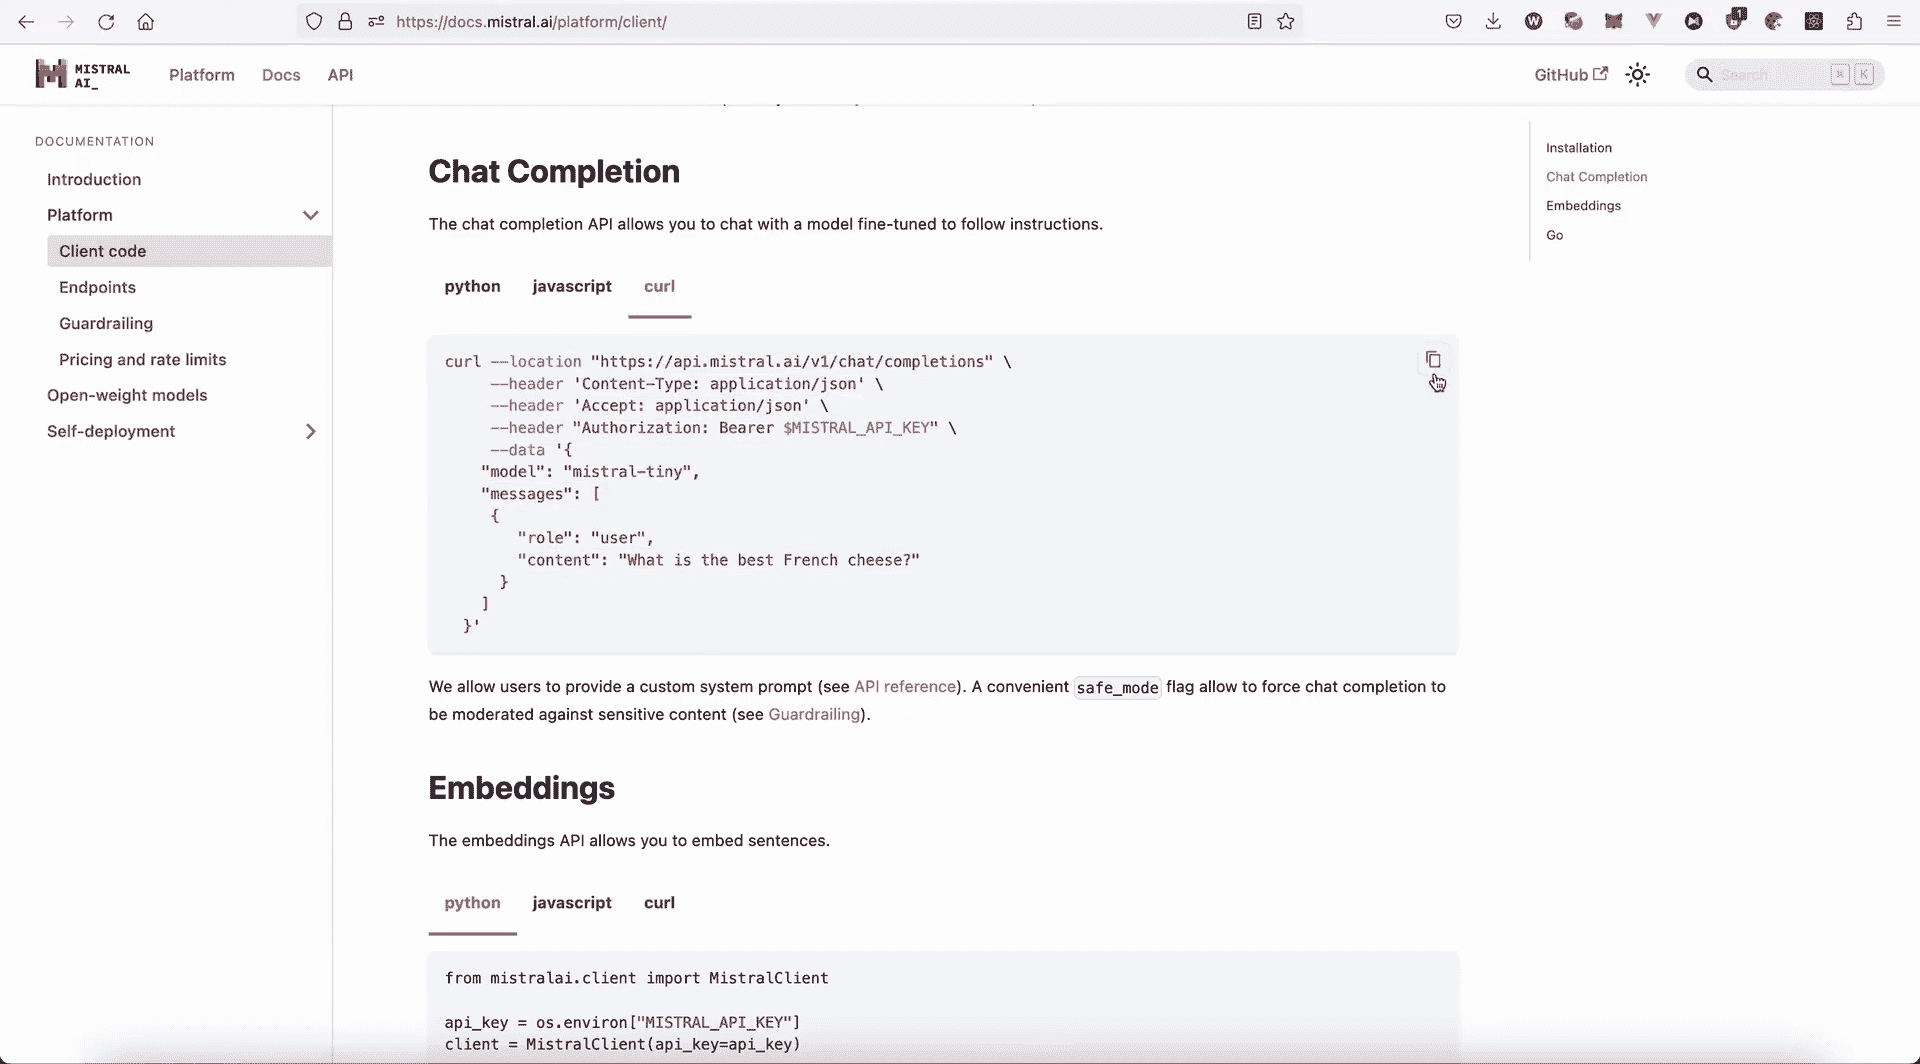 https://docs.mistral.ai/platform/client/
1
MISTRAL
AI_
Platform
Docs
API
GitHub
Search
⌘
K
DOCUMENTATION
Introduction
Platform
Client code
Endpoints
Guardrailing
Pricing and rate limits
Open-weight models
Self-deployment
Chat Completion
The chat completion API allows you to chat with a model fine-tuned to follow instructions.
python
javascript
curl
curl --location "https://api.mistral.ai/v1/chat/completions" \
--header 'Content-Type: application/json' \
--header 'Accept: application/json' \
--header "Authorization: Bearer $MISTRAL_API_KEY" \
--data '{
"model": "mistral-tiny",
"messages": [
{
"role": "user",
"content": "What is the best French cheese?"
}
]
}'
We allow users to provide a custom system prompt (see API reference). A convenient safe_mode flag allow to force chat completion to
be moderated against sensitive content (see Guardrailing).
Embeddings
The embeddings API allows you to embed sentences.
python
javascript
curl
from mistralai.client import MistralClient
api_key = os.environ["MISTRAL_API_KEY"]
client = MistralClient(api_key=api_key)
Installation
Chat Completion
Embeddings
Go